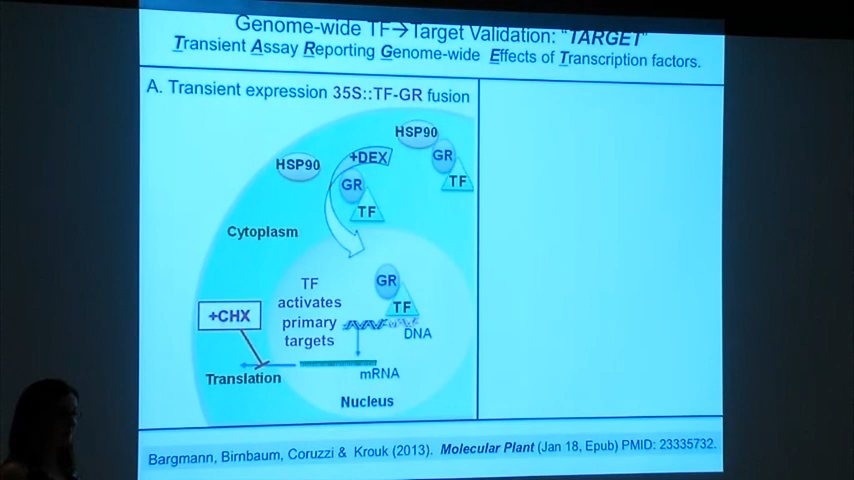 Genome-wide TF→Target Validation: "TARGET"
Transient Assay Reporting Genome-wide Effects of Transcription factors.
A. Transient expression 35S::TF-GR fusion
HSP90
GR
TF
+DEX
HSP90
GR
TF
Cytoplasm
GR
TF
DNA
TF
activates
primary
targets
+CHX
mRNA
Translation
Nucleus
Bargmann, Birnbaum, Coruzzi & Krouk (2013). Molecular Plant (Jan 18, Epub) PMID: 23335732.